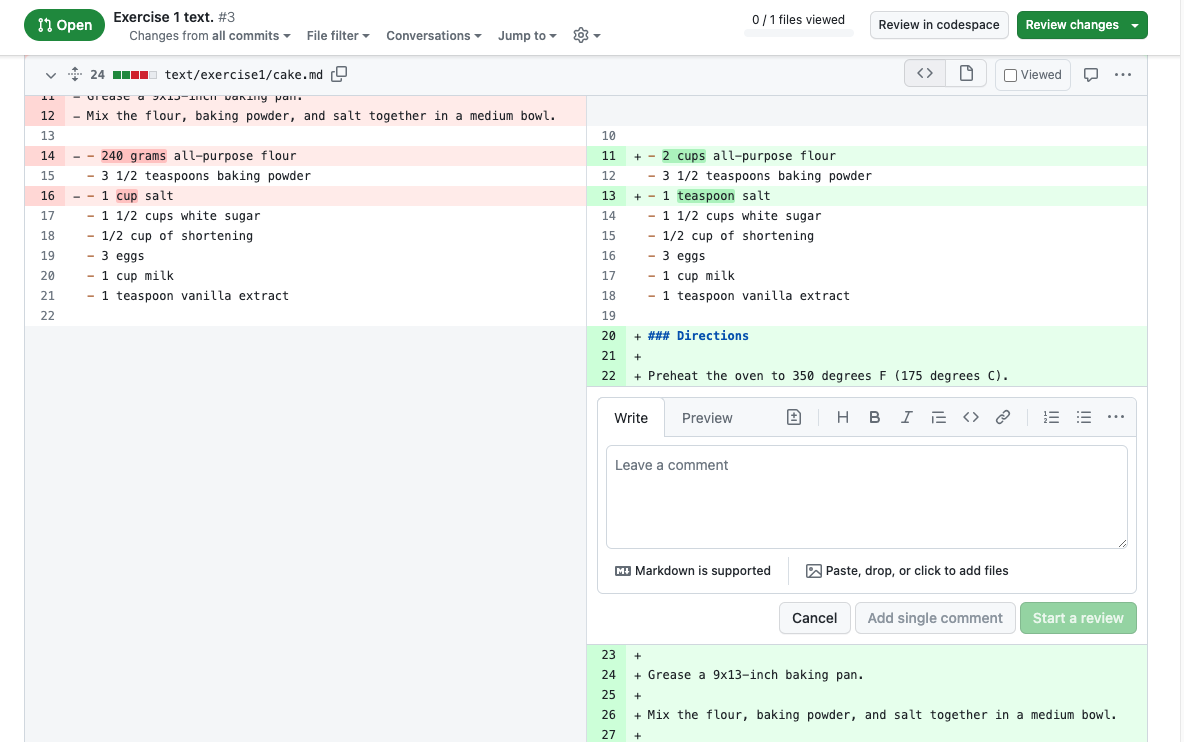 Open
Exercise 1 text. #3
Changes from all commits
File filter
Conversations
Jump to
0 / 1 files viewed
Review in codespace
Review changes
24
text/exercise1/cake.md
Viewed
11 – Grease a 9x13-inch baking pan.
12 – Mix the flour, baking powder, and salt together in a medium bowl.
13
14 – - 240 grams all-purpose flour
15 - 3 1/2 teaspoons baking powder
16 – - 1 cup salt
17 - 1 1/2 cups white sugar
18 - 1/2 cup of shortening
19 - 3 eggs
20 - 1 cup milk
21 - 1 teaspoon vanilla extract
22
10
11 + - 2 cups all-purpose flour
12 - 3 1/2 teaspoons baking powder
13 + - 1 teaspoon salt
14 - 1 1/2 cups white sugar
15 - 1/2 cup of shortening
16 - 3 eggs
17 - 1 cup milk
18 - 1 teaspoon vanilla extract
19
20 + ### Directions
21 +
22 + Preheat the oven to 350 degrees F (175 degrees C).
Write
Preview
Leave a comment
Markdown is supported
Paste, drop, or click to add files
Cancel
Add single comment
Start a review
23 +
24 + Grease a 9x13-inch baking pan.
25 +
26 + Mix the flour, baking powder, and salt together in a medium bowl.
27 +